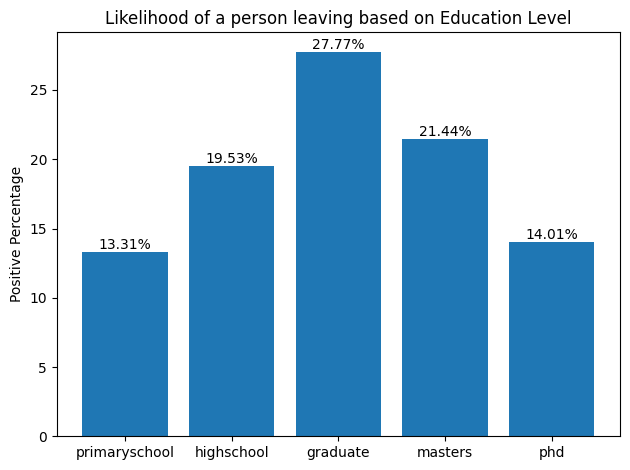 Likelihood of a person leaving based on Education Level
Positive Percentage
25
20
15
10
5
0
13.31%
19.53%
27.77%
21.44%
14.01%
primaryschool
highschool
graduate
masters
phd